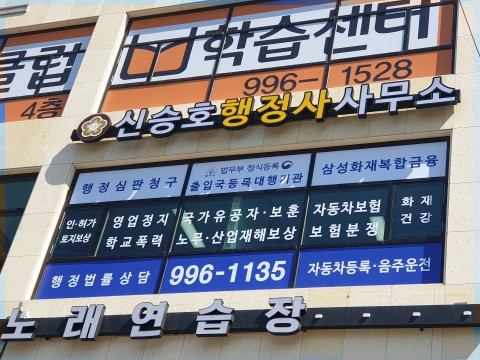 클럽
4층
학습센터
996-1528
신승호행정사사무소
행정심판청구
법무부 정식등록
출입국등록대행기관
삼성화재복합금융
인·허가
토지보상
영업정지
학교폭력
국가유공자·보훈
노무·산업재해보상
자동차보험
보험분쟁
화재
건강
행정법률상담
996-1135
자동차등록·음주운전
노래연습장